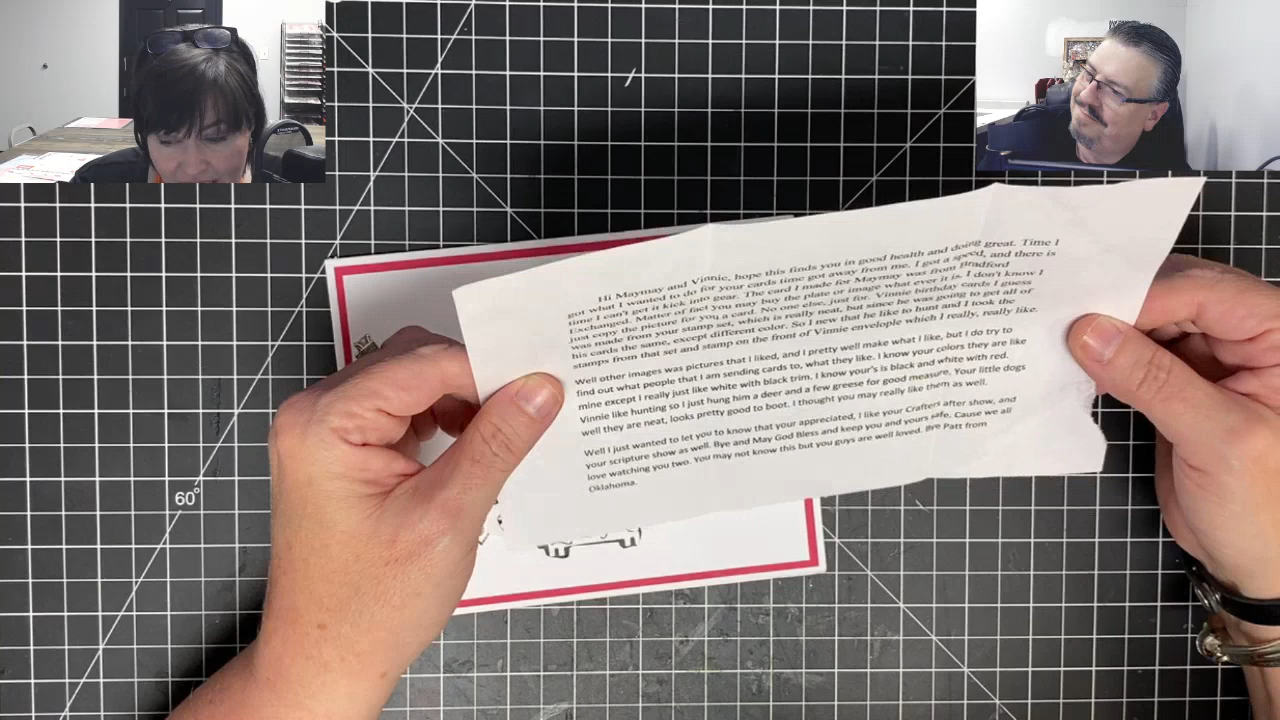 Hi Maymay and Vinnie, hope this finds you in good health and doing great. Time I
got what I wanted to do for your cards time got away from me. I got a speed, and there is
time I can't get it kick into gear. The card I made for Maymay was from Bradford
Exchanged. Matter of fact you may buy the plate or image what ever it is. I don't know I
just copy the picture for you a card. No one else, just for. Vinnie birthday cards I guess
was made from your stamp set, which is really neat, but since he was going to get all of
his cards the same, except different color. So I new that he like to hunt and I took the
stamps from that set and stamp on the front of Vinnie envelople which I really, really like.
Well other images was pictures that I liked, and I pretty well make what I like, but I do try to
find out what people that I am sending cards to, what they like. I know your colors they are like
mine except I really just like white with black trim. I know your's is black and white with red.
Vinnie like hunting so I just hung him a deer and a few greese for good measure. Your little dogs
well they are neat, looks pretty good to boot. I thought you may really like them as well.
Well I just wanted to let you to know that your appreciated, I like your Crafters after show, and
your scripture show as well. Bye and May God Bless and keep you and yours safe. Cause we all
love watching you two. You may not know this but you guys are well loved. Bye Patt from
Oklahoma.
60°